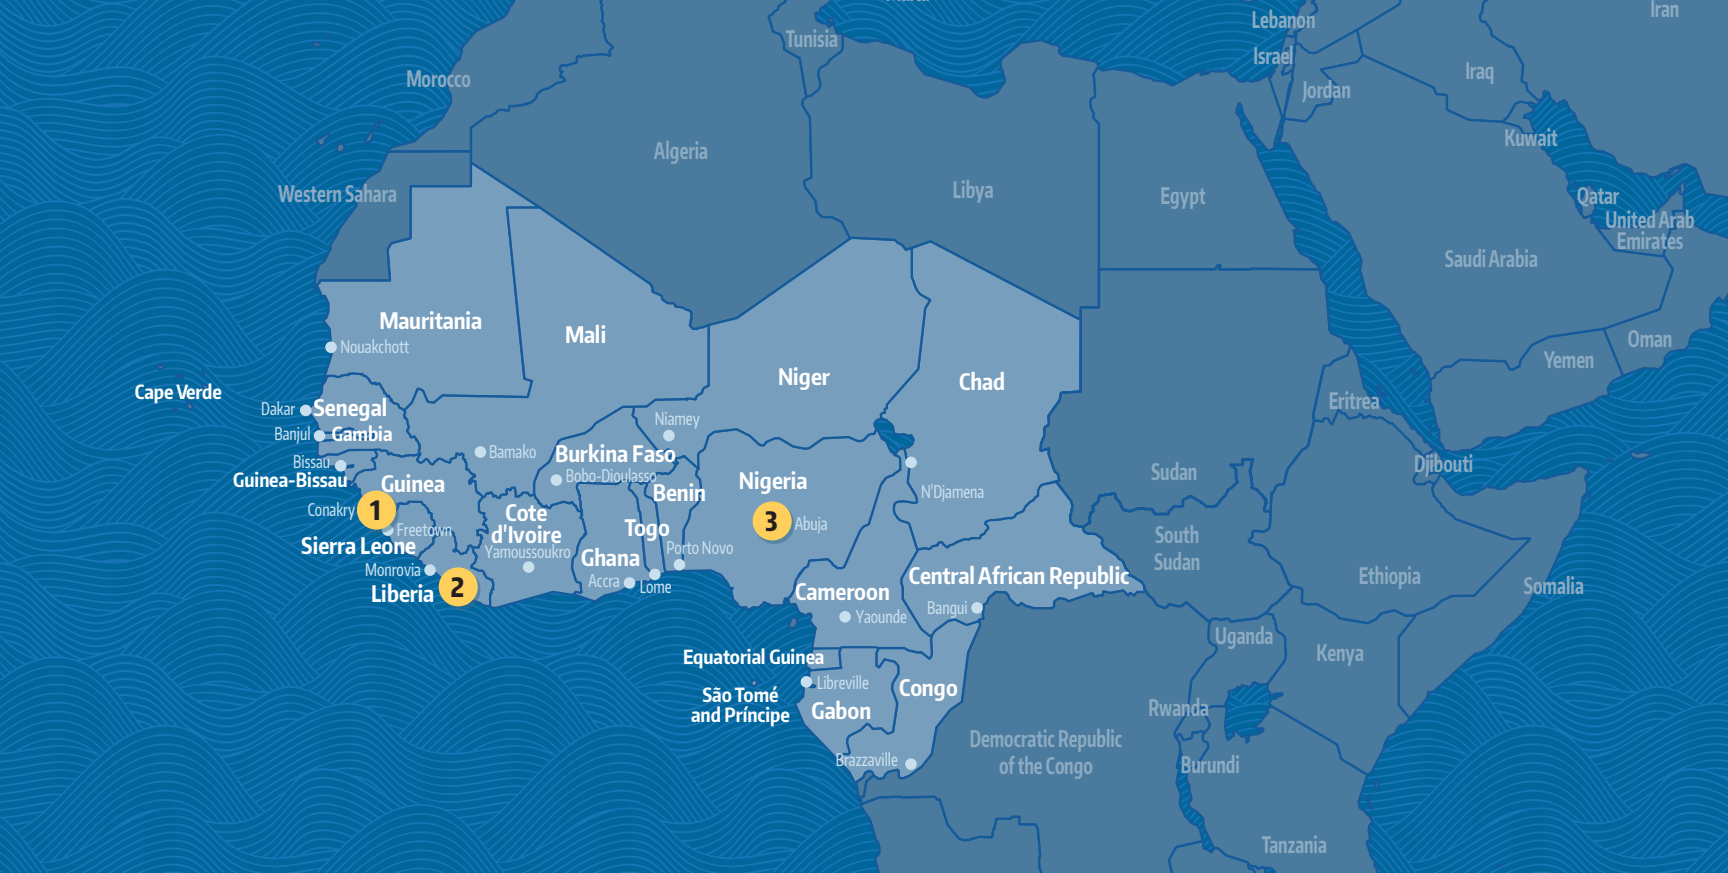 Lebanon
Iran
Tunisia
Israel
Iraq
Morocco
Jordan
Kuwait
Algeria
Western Sahara
Libya
Egypt
Qatar
United Arab
Emirates
Saudi Arabia
Mauritania
Mali
Nouakchott
Oman
Yemen
Niger
Chad
Cape Verde
Eritrea
Dakar
Senegal
Niamey
Banjul
Gambia
Bamako
Burkina Faso
Bissau
Djibouti
Guinea-Bissau
Guinea
Bobo-Dioulasso
Nigeria
Sudan
Benin
N'Djamena
Conakry
1
Cote
d'Ivoire
3
Abuja
Freetown
Togo
South
Sudan
Sierra Leone
Yamoussoukro
Porto Novo
Ghana
Monrovia
Central African Republic
Ethiopia
Liberia
2
Accra
Lome
Cameroon
Somalia
Bangui
Yaounde
Uganda
Kenya
Equatorial Guinea
Libreville
Congo
São Tomé
and Príncipe
Gabon
Rwanda
Democratic Republic
of the Congo
Brazzaville
Burundi
Tanzania